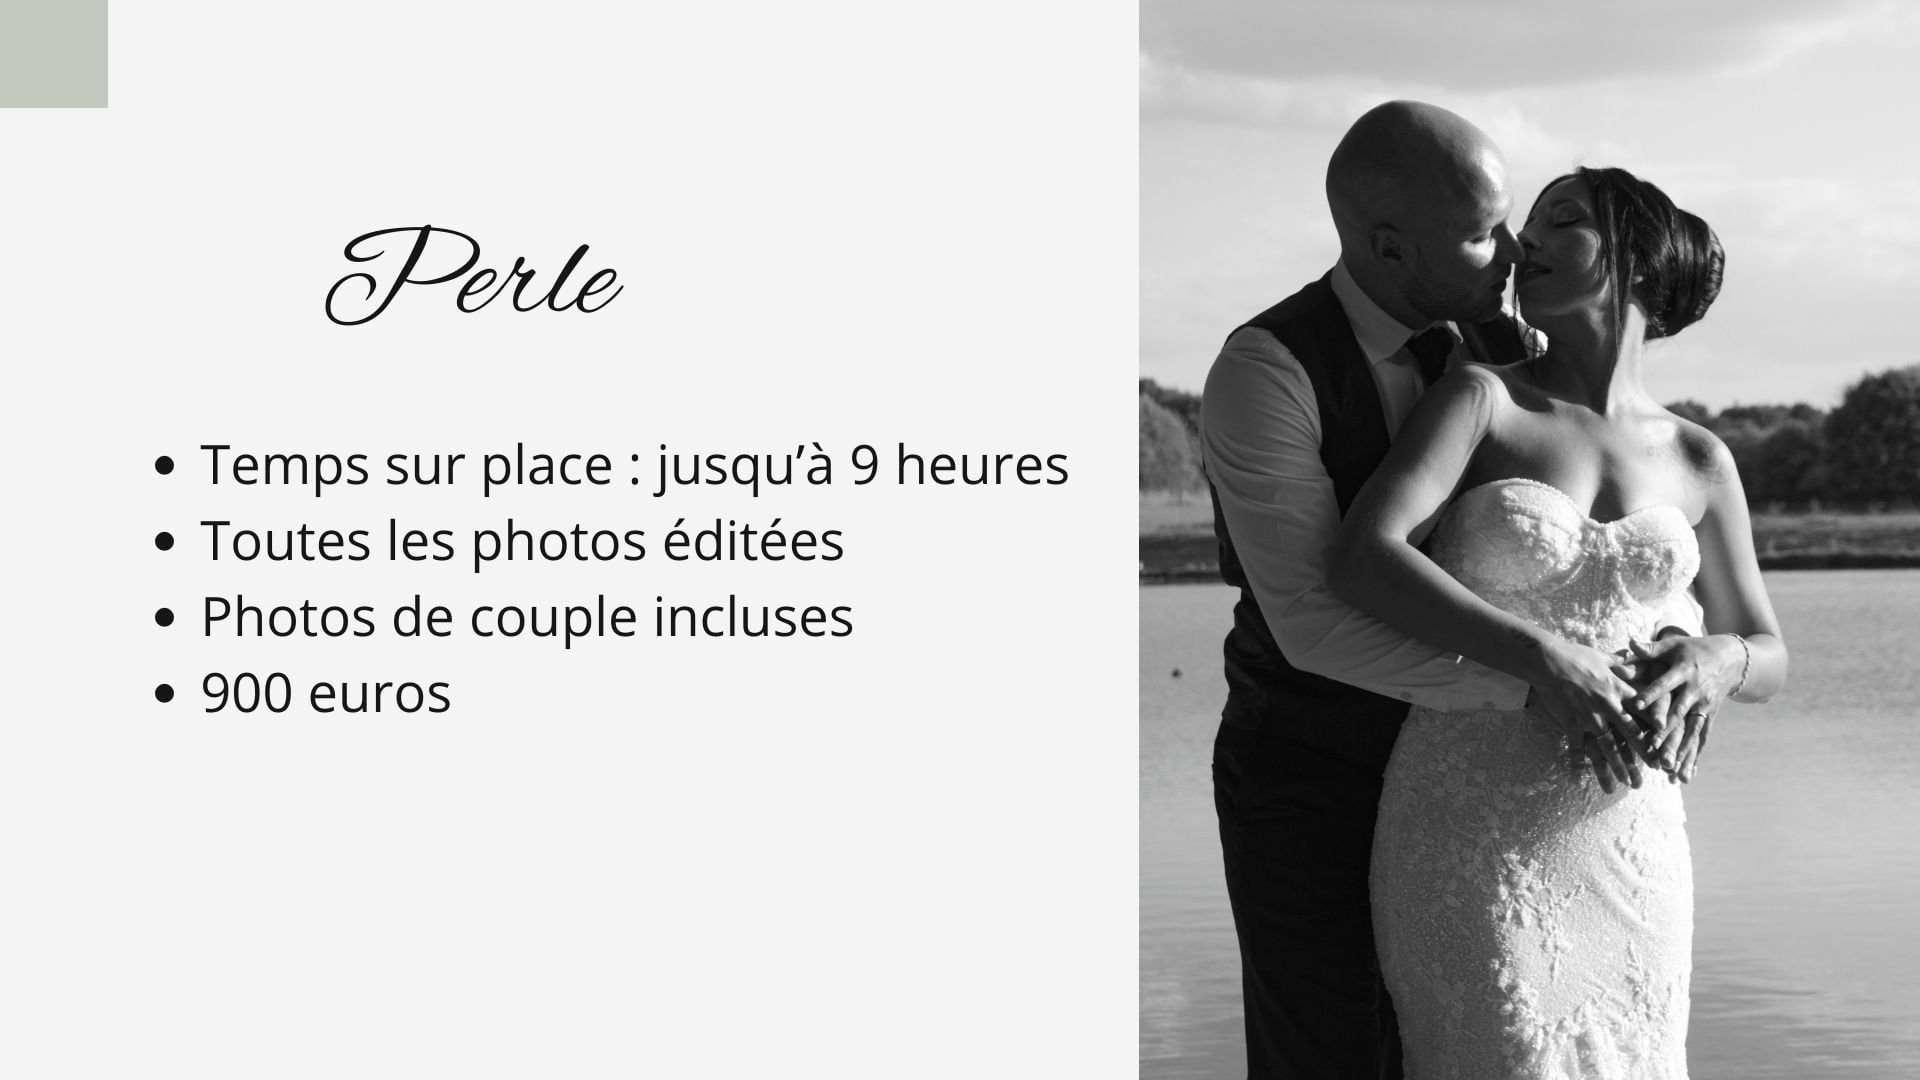 Perle
• Temps sur place : jusqu’à 9 heures
• Toutes les photos éditées
• Photos de couple incluses
• 900 euros